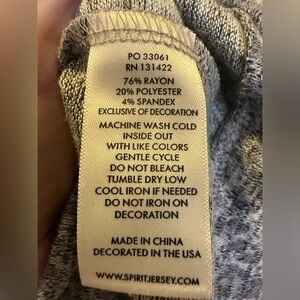 PO 33061
RN 131422
76% RAYON
20% POLYESTER
4% SPANDEX
EXCLUSIVE OF DECORATION
MACHINE WASH COLD
INSIDE OUT
WITH LIKE COLORS
GENTLE CYCLE
DO NOT BLEACH
TUMBLE DRY LOW
COOL IRON IF NEEDED
DO NOT IRON ON
DECORATION
MADE IN CHINA
DECORATED IN THE USA
WWW.SPIRITJERSEY.COM